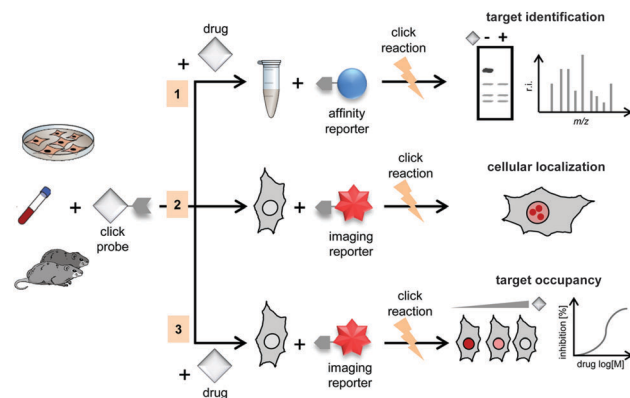 drug
+
1
+
affinity
reporter
click
reaction
target identification
- +
r.i.
m/z
+
click
probe
2
+
imaging
reporter
click
reaction
cellular localization
3
+
drug
+
imaging
reporter
click
reaction
target occupancy
inhibition [%]
drug log[M]